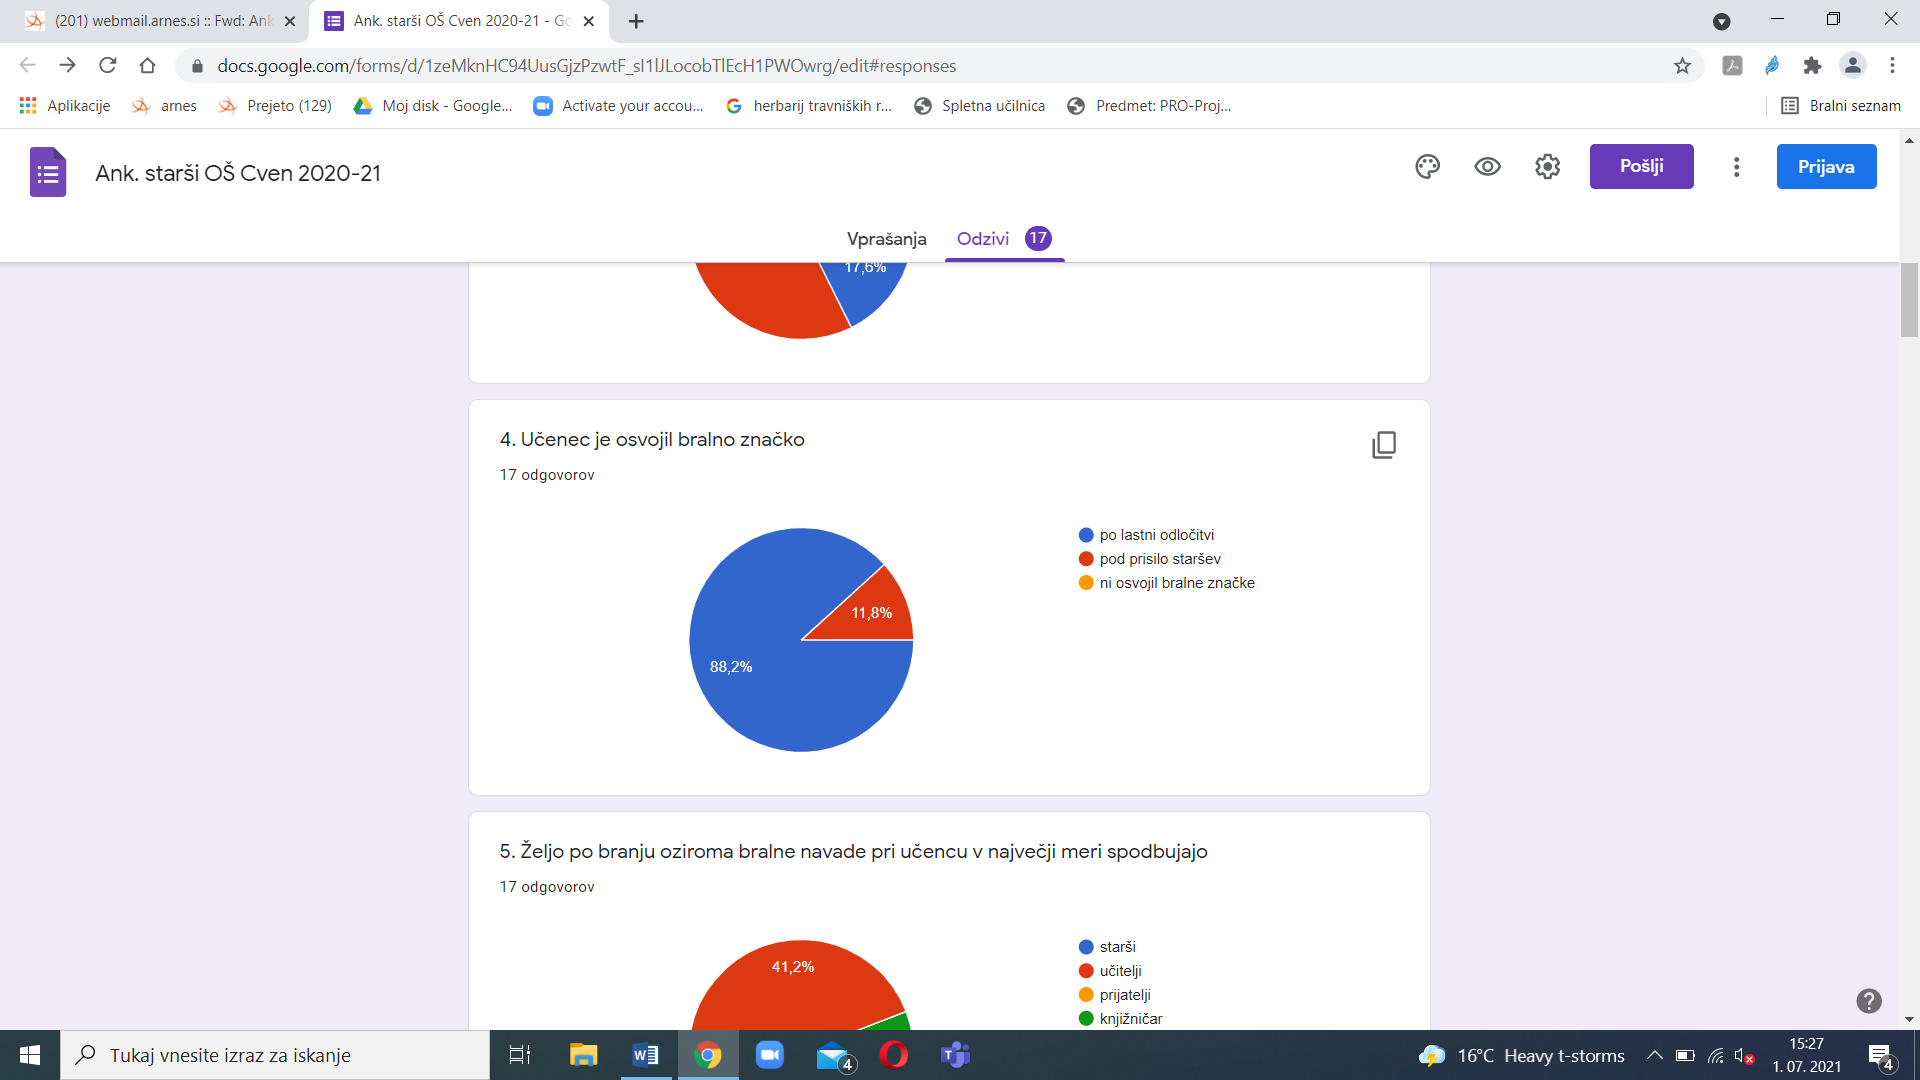 (201) webmail.arnes.si :: Fwd: Ank
Ank. starši OŠ Cven 2020-21 - Go
docs.google.com/forms/d/1zeMknHC94UusGjzPzwtF_sI1lJLocobTlEcH1PWOwrg/edit#responses
Aplikacije
arnes
Prejeto (129)
Moj disk - Google...
Activate your accou...
herbarij travniških r...
Spletna učilnica
Predmet: PRO-Proj...
Bralni seznam
Ank. starši OŠ Cven 2020-21
Pošlji
Prijava
Vprašanja
Odzivi 17
17,6%
4. Učenec je osvojil bralno značko
17 odgovorov
po lastni odločitvi
pod prisilo staršev
ni osvojil bralne značke
11,8%
88,2%
5. Željo po branju oziroma bralne navade pri učencu v največji meri spodbujajo
17 odgovorov
starši
učitelji
prijatelji
knjižničar
41,2%
Tukaj vnesite izraz za iskanje
4
16°C Heavy t-storms
15:27
1. 07. 2021
4